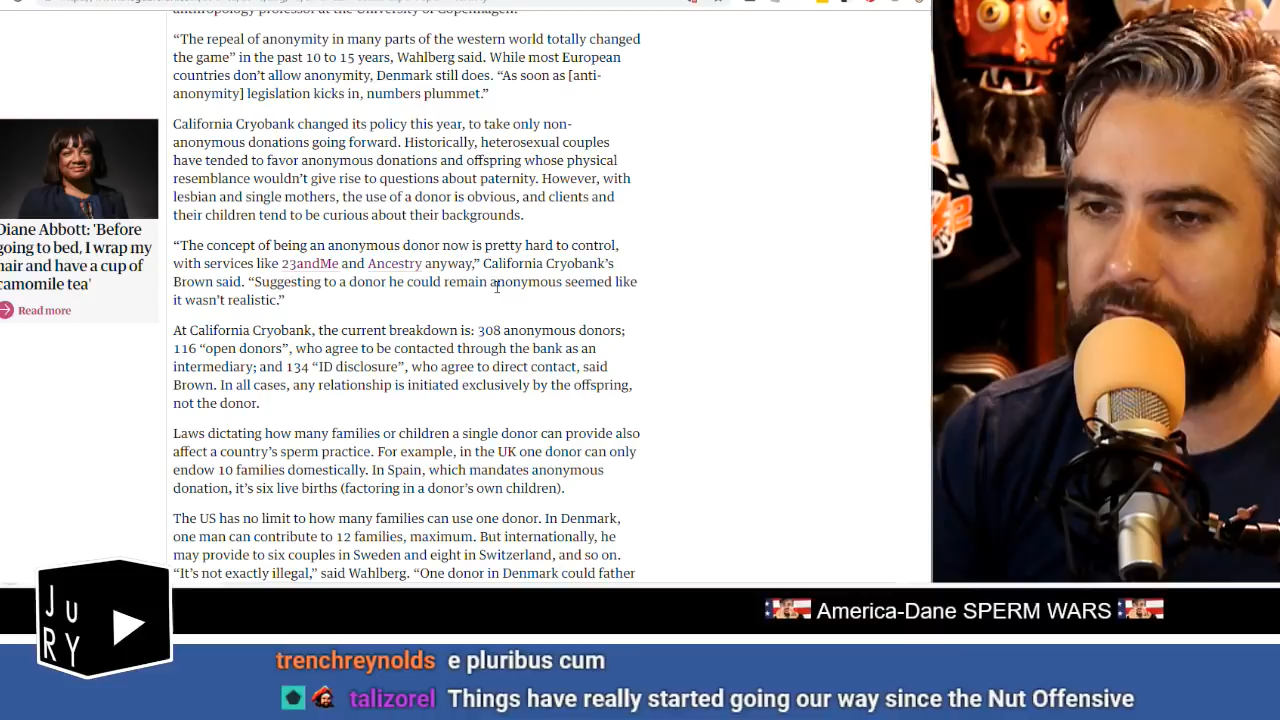 anthropology professor at the University of Copenhagen.
“The repeal of anonymity in many parts of the western world totally changed
the game” in the past 10 to 15 years, Wahlberg said. While most European
countries don’t allow anonymity, Denmark still does. “As soon as [anti-
anonymity] legislation kicks in, numbers plummet.”
California Cryobank changed its policy this year, to take only non-
anonymous donations going forward. Historically, heterosexual couples
have tended to favor anonymous donations and offspring whose physical
resemblance wouldn’t give rise to questions about paternity. However, with
lesbian and single mothers, the use of a donor is obvious, and clients and
their children tend to be curious about their backgrounds.
“The concept of being an anonymous donor now is pretty hard to control,
with services like 23andMe and Ancestry anyway,” California Cryobank’s
Brown said. “Suggesting to a donor he could remain anonymous seemed like
it wasn’t realistic.”
At California Cryobank, the current breakdown is: 308 anonymous donors;
116 “open donors”, who agree to be contacted through the bank as an
intermediary; and 134 “ID disclosure”, who agree to direct contact, said
Brown. In all cases, any relationship is initiated exclusively by the offspring,
not the donor.
Laws dictating how many families or children a single donor can provide also
affect a country’s sperm practice. For example, in the UK one donor can only
endow 10 families domestically. In Spain, which mandates anonymous
donation, it’s six live births (factoring in a donor’s own children).
The US has no limit to how many families can use one donor. In Denmark,
one man can contribute to 12 families, maximum. But internationally, he
may provide to six couples in Sweden and eight in Switzerland, and so on.
“It’s not exactly illegal,” said Wahlberg. “One donor in Denmark could father
Diane Abbott: 'Before
going to bed, I wrap my
hair and have a cup of
camomile tea'
Read more
JURY
America-Dane SPERM WARS
trenchreynolds e pluribus cum
talizorel Things have really started going our way since the Nut Offensive